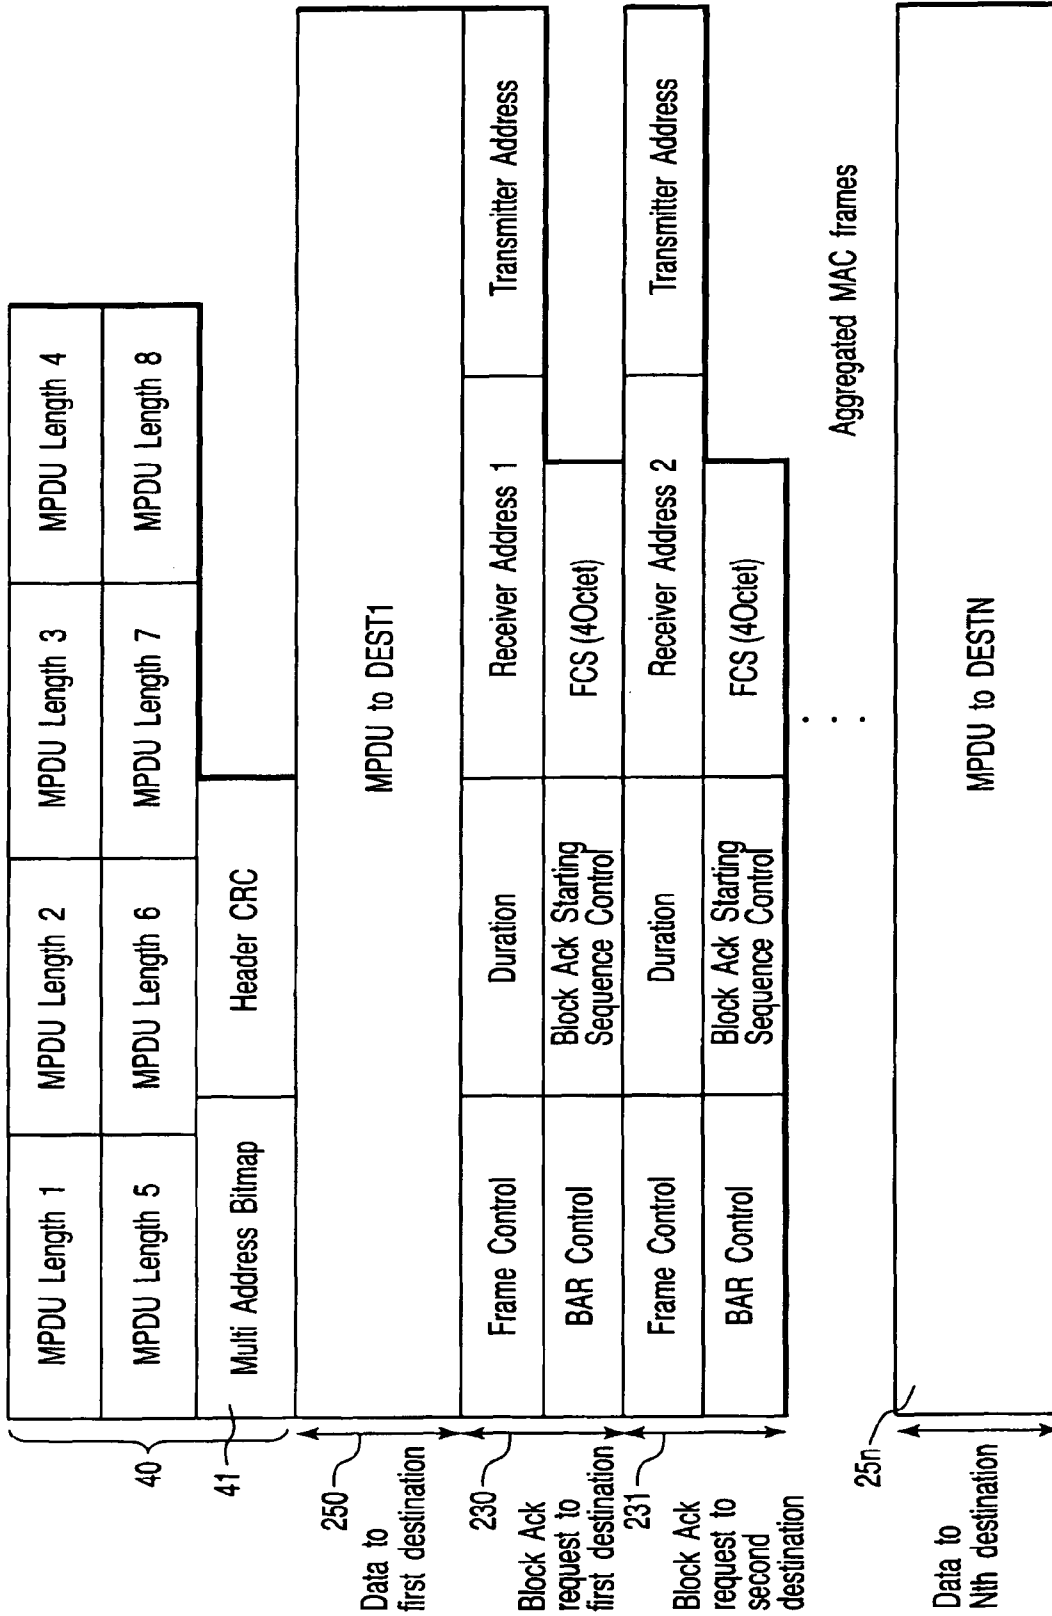 MPDU Length 1
MPDU Length 2
MPDU Length 3
MPDU Length 4
MPDU Length 5
MPDU Length 6
MPDU Length 7
MPDU Length 8
Multi Address Bitmap
Header CRC
40
41
MPDU to DEST1
250
Data to
first destination
Frame Control
Duration
Receiver Address 1
Transmitter Address
BAR Control
Block Ack Starting
Sequence Control
FCS (4Octet)
230
Block Ack
request to
first destination
Frame Control
Duration
Receiver Address 2
Transmitter Address
BAR Control
Block Ack Starting
Sequence Control
FCS (4Octet)
231
Block Ack
request to
second
destination
Aggregated MAC frames
. . .
MPDU to DESTN
25n
Data to
Nth destination